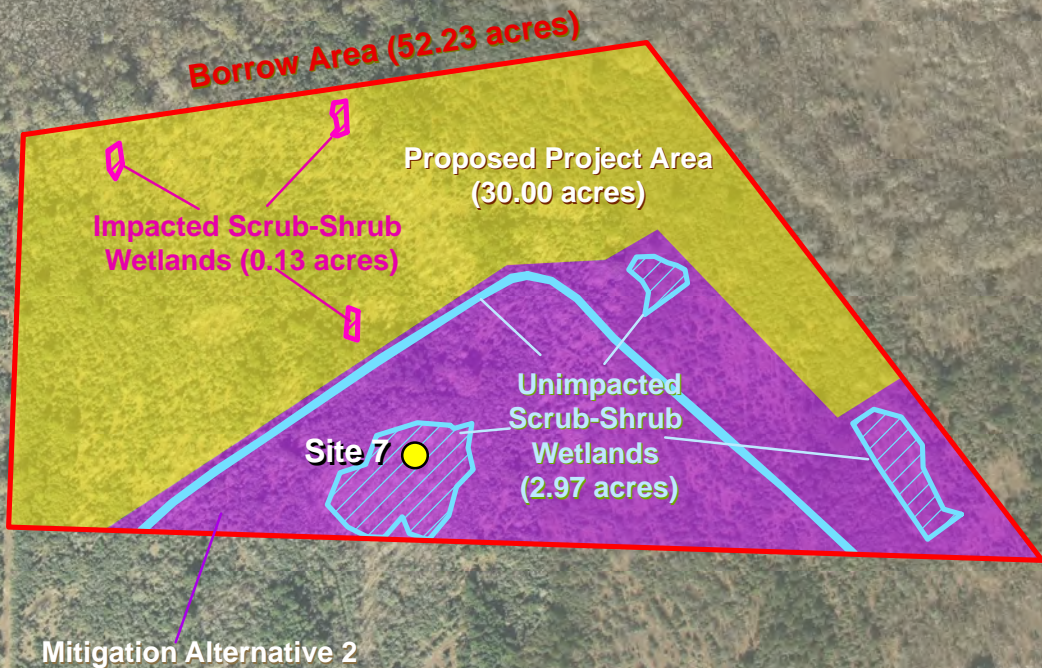 Borrow Area (52.23 acres)
Proposed Project Area
(30.00 acres)
Impacted Scrub-Shrub
Wetlands (0.13 acres)
Unimpacted
Scrub-Shrub
Wetlands
(2.97 acres)
Site 7
Mitigation Alternative 2